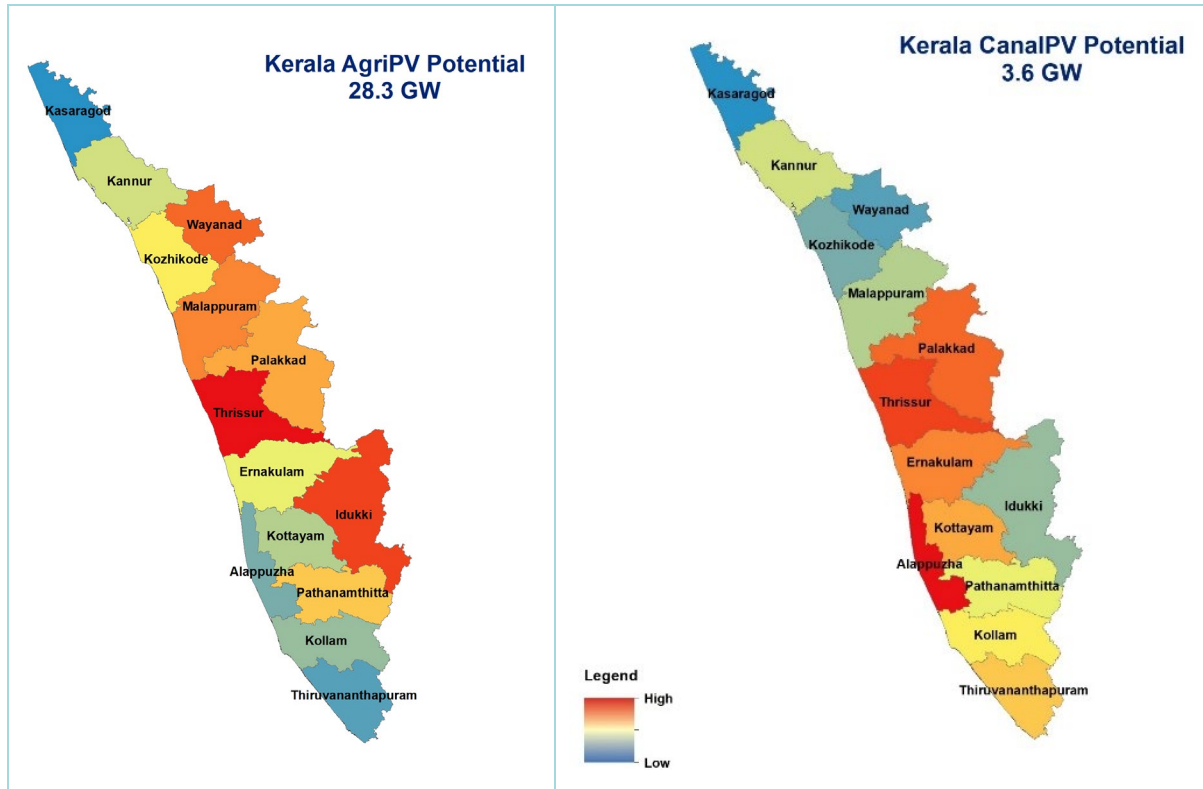 Kerala AgriPV Potential
28.3 GW
Kasaragod
Kannur
Wayanad
Kozhikode
Malappuram
Palakkad
Thrissur
Ernakulam
Idukki
Kottayam
Alappuzha
Pathanamthitta
Kollam
Thiruvananthapuram
Kerala CanalPV Potential
3.6 GW
Kasaragod
Kannur
Wayanad
Kozhikode
Malappuram
Palakkad
Thrissur
Ernakulam
Idukki
Kottayam
Alappuzha
Pathanamthitta
Kollam
Thiruvananthapuram
Legend
High
Low